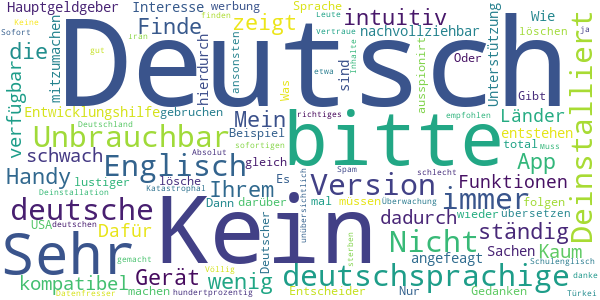 Hauptgeldgeber Interesse werbung Sprache Wie
mitzumachen Finde zeigt finden Leute intuitiv Keine
Sofort die verfügbar gut iran hierdurch ansonsten Was
Deutsch
etwa sind Vertraue Inhalte nachvollziehbar Oder ausspioniert
Unterstützung löschen ja Gibt Deinstalliert
Entwicklungshilfe gebruchen Mein richtiges bitte empfohlen Länder
Unbrauchbar Deutschland Beispiel sofortigen Absolut entstehen total Muss
schwach Englisch gleich Version Funktionen App
Handy lustiger lösche Katastrophal Ihrem Es Spam schlecht folgen
Deinstallation Dann darüber mal müssen Überwachung immer wieder übersetzen
deutsche USA deutschen Kein unübersichtlich dadurch ständig
Dafür Deutscher Nicht angefeagt Sachen Kaum
Sehr Gerät wenig Sterben deutschsprachige Schulenglisch
kompatibel gemacht Völlig machen hundertprozentig Entscheider Nur Gedanken danke
Datenfresser Türkei